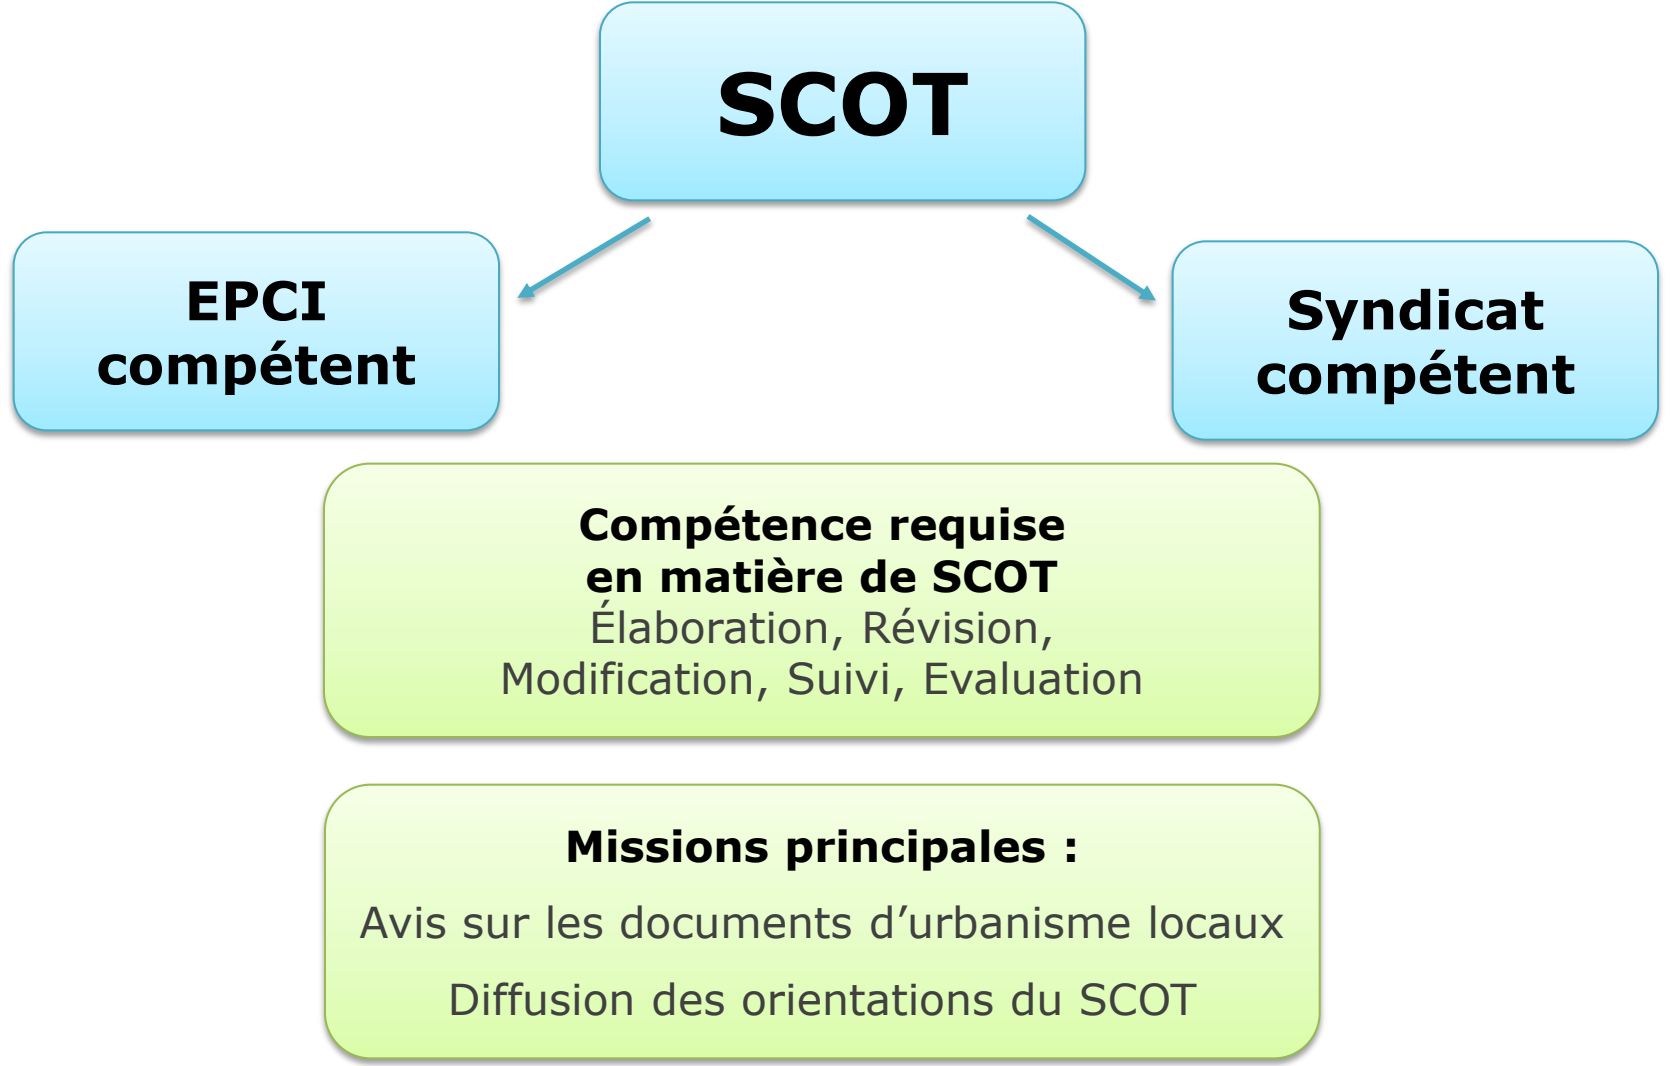 SCOT
EPCI
compétent
Syndicat
compétent
Compétence requise
en matière de SCOT
Élaboration, Révision,
Modification, Suivi, Evaluation
Missions principales :
Avis sur les documents d’urbanisme locaux
Diffusion des orientations du SCOT